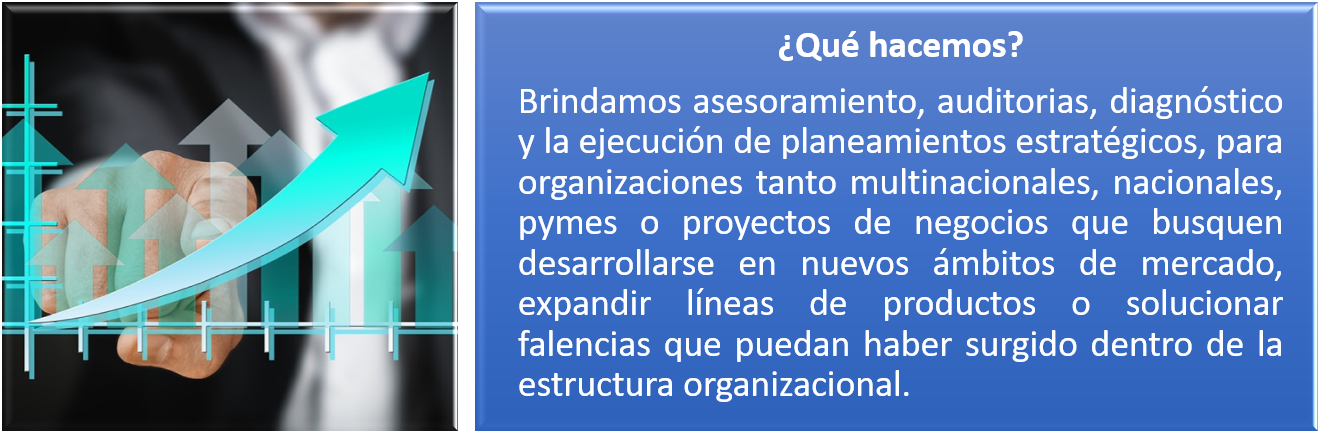 ¿Qué hacemos?
Brindamos asesoramiento, auditorias, diagnóstico
y la ejecución de planeamientos estratégicos, para
organizaciones tanto multinacionales, nacionales,
pymes o proyectos de negocios que busquen
desarrollarse en nuevos ámbitos de mercado,
expandir líneas de productos o solucionar
falencias que puedan haber surgido dentro de la
estructura organizacional.